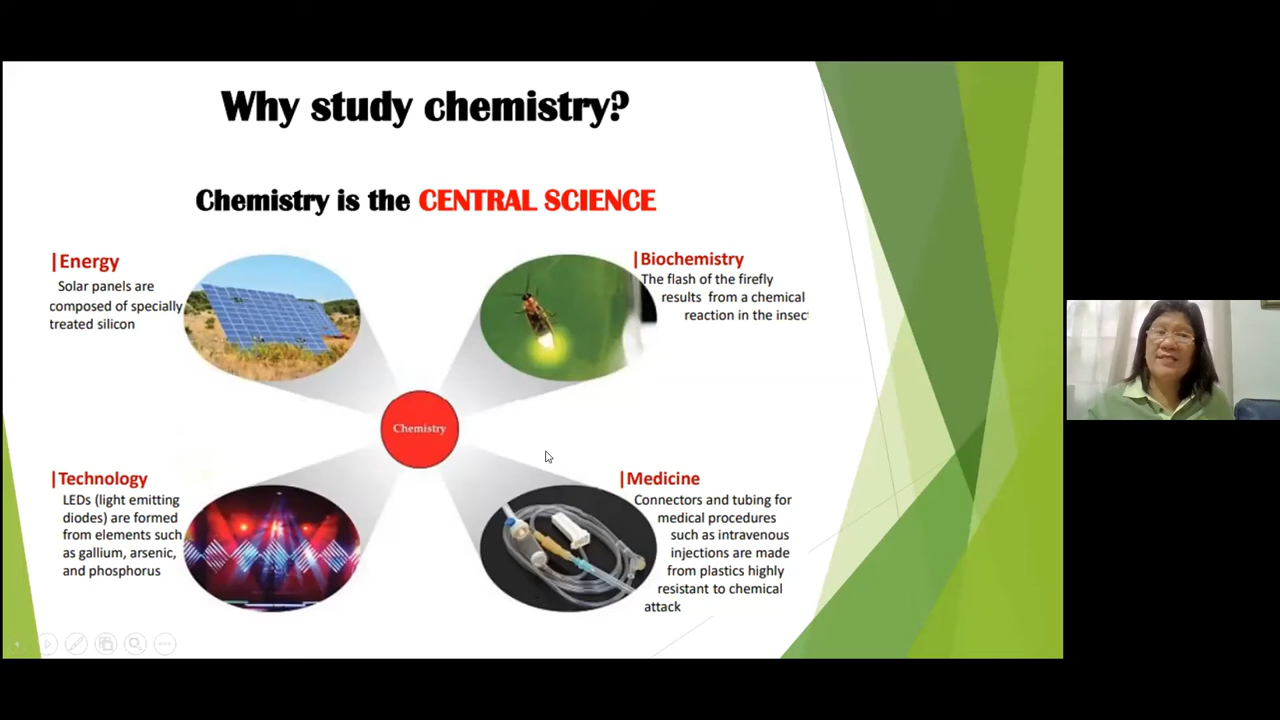 Why study chemistry?
Chemistry is the CENTRAL SCIENCE
|Energy
Solar panels are
composed of specially
treated silicon
|Biochemistry
The flash of the firefly
results from a chemical
reaction in the insec
Chemistry
|Technology
LEDs (light emitting
diodes) are formed
from elements such
as gallium, arsenic,
and phosphorus
|Medicine
Connectors and tubing for
medical procedures
such as intravenous
injections are made
from plastics highly
resistant to chemical
attack